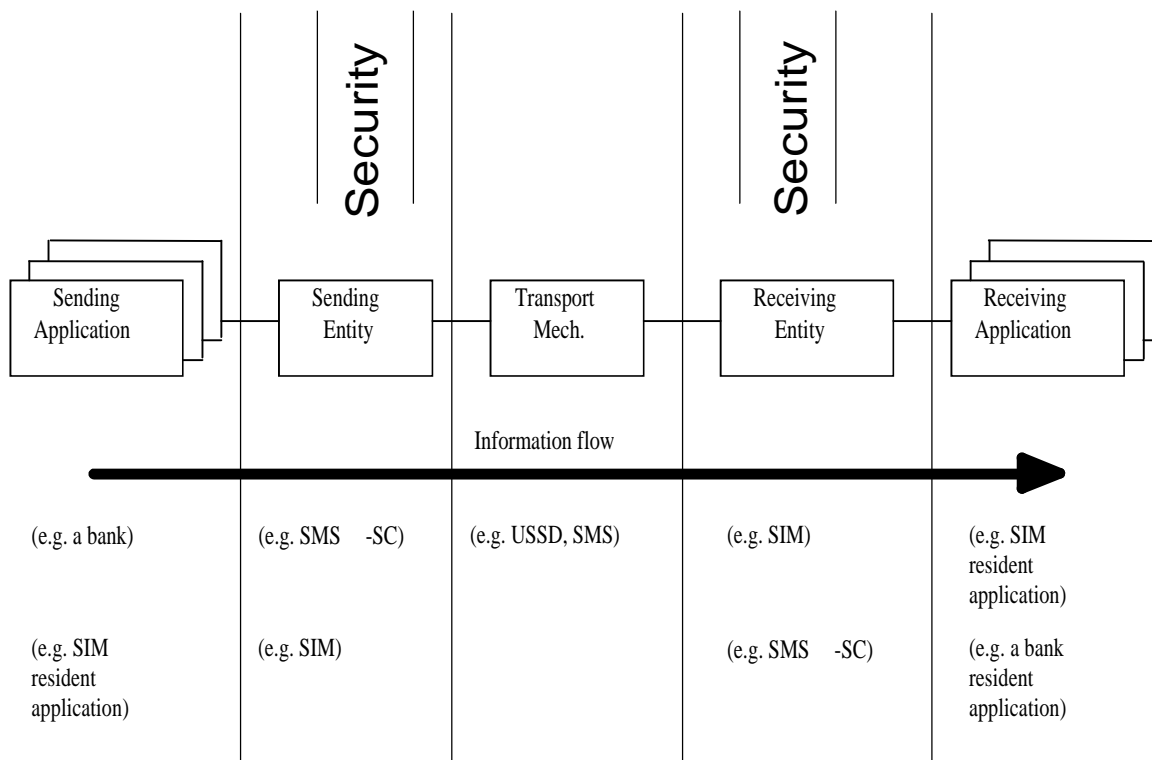 Security
Security
Sending
Application
Sending
Entity
Transport
Mech.
Receiving
Entity
Receiving
Application
Information flow
(e.g. a bank)
(e.g. SMS -SC)
(e.g. USSD, SMS)
(e.g. SIM)
(e.g. SIM
resident
application)
(e.g. SIM
resident
application)
(e.g. SIM)
(e.g. SMS -SC)
(e.g. a bank
resident
application)